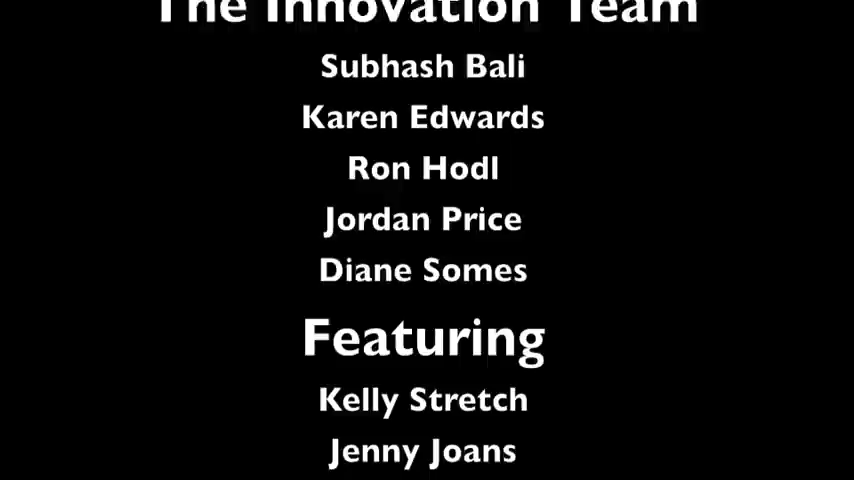 The Innovation Team
Subhash Bali
Karen Edwards
Ron Hodl
Jordan Price
Diane Somes
Featuring
Kelly Stretch
Jenny Joans